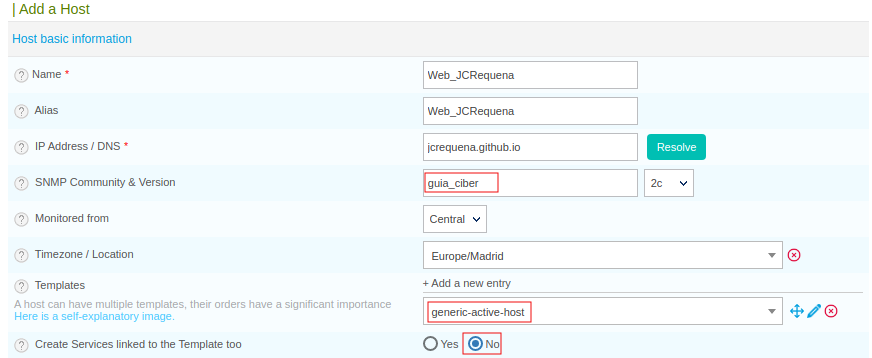 | Add a Host
Host basic information
? Name * Web_JCRequena
? Alias Web_JCRequena
? IP Address / DNS * jcrequena.github.io Resolve
? SNMP Community & Version guia_ciber 2c
? Monitored from Central
? Timezone / Location Europe/Madrid
? Templates + Add a new entry
A host can have multiple templates, their orders have a significant importance
Here is a self-explanatory image. generic-active-host
? Create Services linked to the Template too Yes No